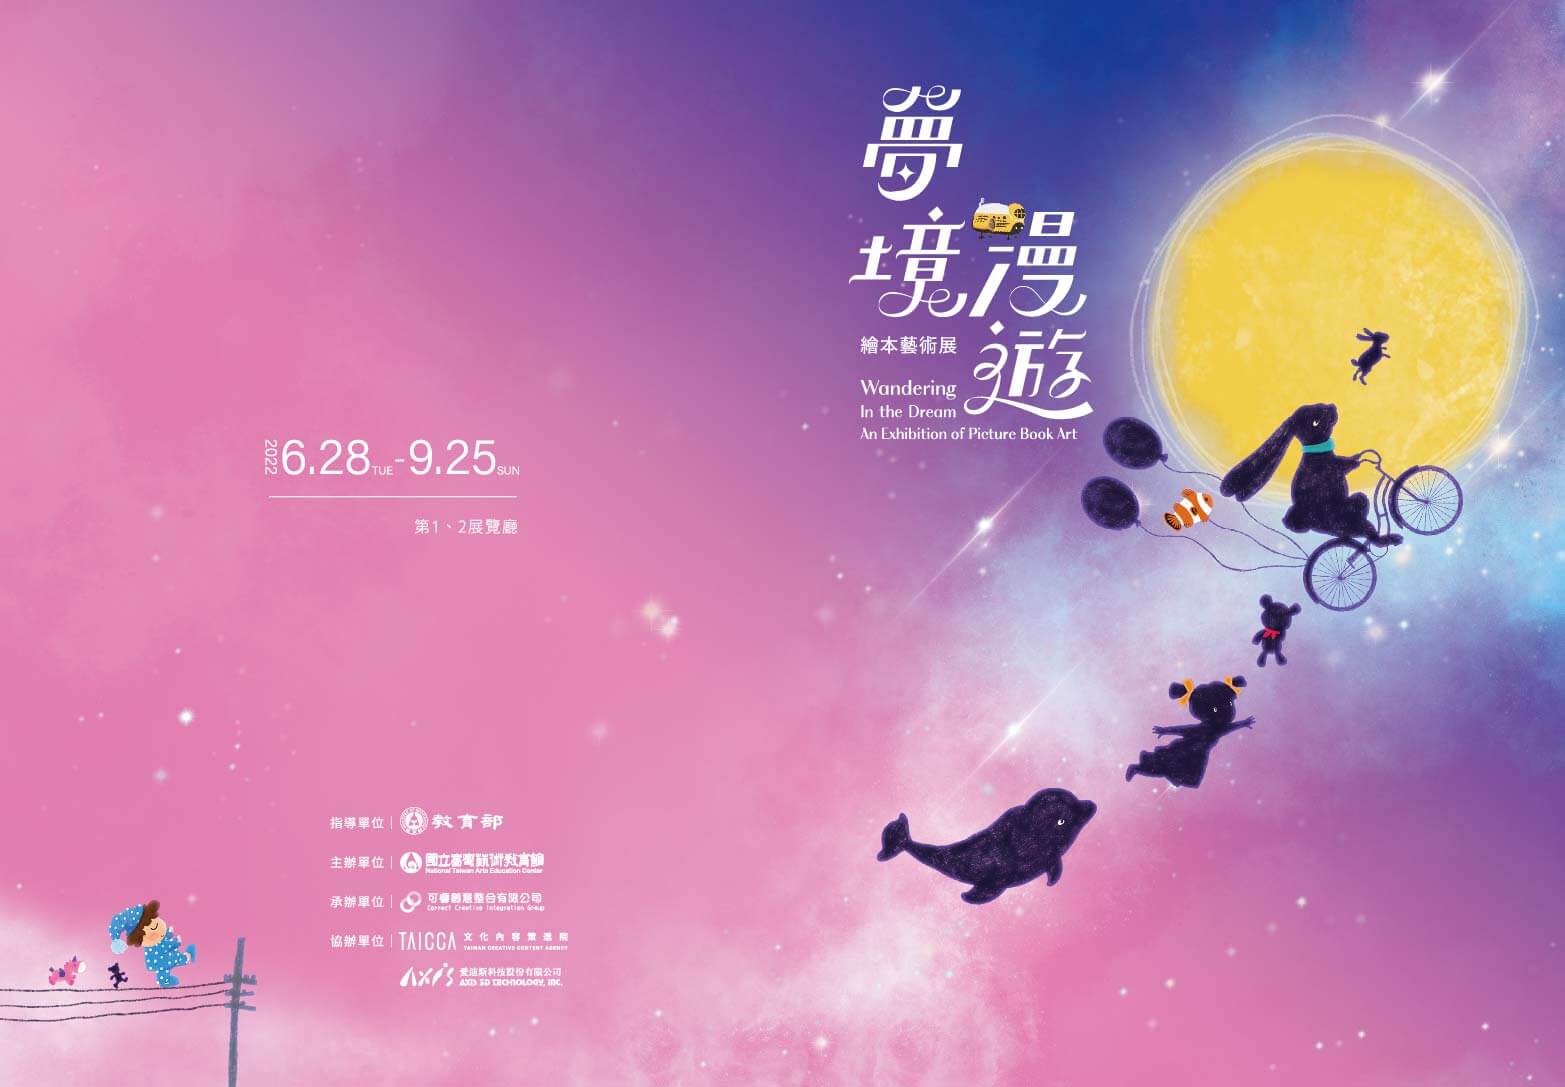 夢境漫遊
繪本藝術展
Wandering
In the Dream
An Exhibition of Picture Book Art
2022 6.28 TUE - 9.25 SUN
第1、2展覽廳
指導單位 | 教育部
主辦單位 | 國立臺灣藝術教育館
National Taiwan Arts Education Center
承辦單位 | 可睿創意整合有限公司
Correct Creative Integration Group
協辦單位 | TAICCA 文化內容策進院
TAIWAN CREATIVE CONTENT AGENCY
AXIS 愛迪斯科技股份有限公司
AXIS 3D TECHNOLOGY, INC.